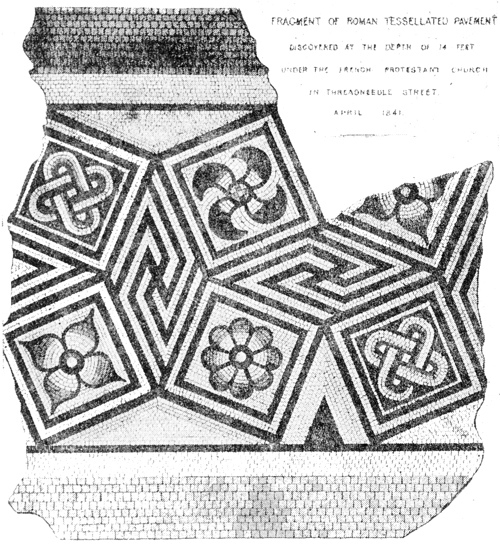 FRAGMENT OF ROMAN TESSELLATED PAVEMENT
DISCOVERED AT THE DEPTH OF 14 FEET
UNDER THE FRENCH PROTESTANT CHURCH
IN THREADNEEDLE STREET.
APRIL 1841.